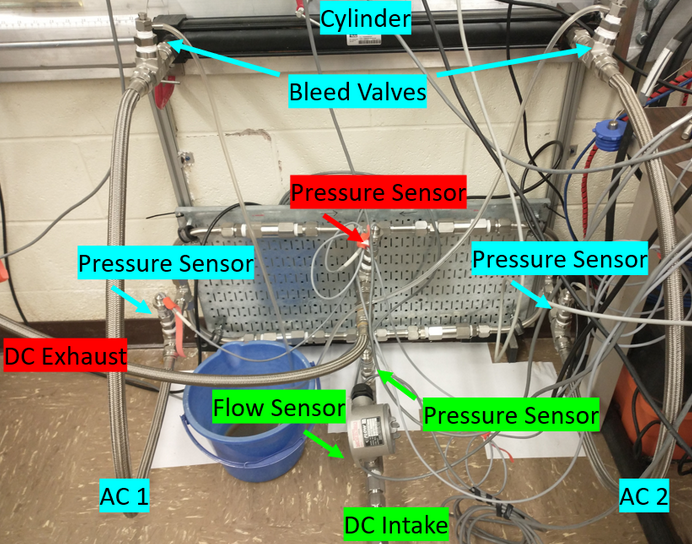 Cylinder
Bleed Valves
Pressure Sensor
Pressure Sensor
Pressure Sensor
DC Exhaust
Flow Sensor
Pressure Sensor
AC 1
AC 2
DC Intake